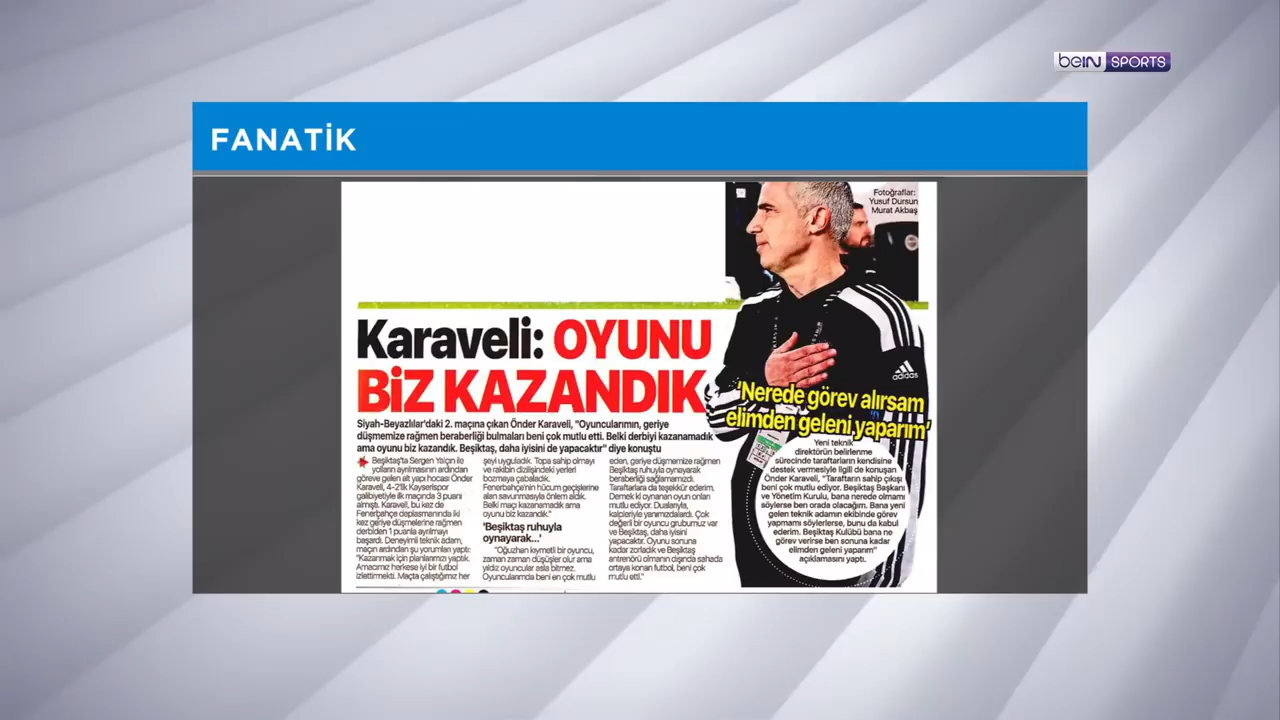 beIN SPORTS
FANATİK
Fotoğraflar:
Yusuf Dursun
Murat Akbaş
Karaveli: OYUNU
BİZ KAZANDIK
'Nerede görev alırsam
elimden geleni yaparım'
Siyah-Beyazlılar'daki 2. maçına çıkan Önder Karaveli, "Oyuncularımın, geriye
düşmemize rağmen beraberliği bulmaları beni çok mutlu etti. Belki derbiyi kazanamadık
ama oyunu biz kazandık. Beşiktaş, daha iyisini de yapacaktır" diye konuştu
Beşiktaş'ta Sergen Yalçın ile
yolların ayrılmasının ardından
göreve gelen alt yapı hocası Önder
Karaveli, 4-2'lik Kayserispor
galibiyetiyle ilk maçında 3 puanı
almıştı. Karaveli, bu kez de
Fenerbahçe deplasmanında iki
kez geriye düşmelerine rağmen
derbiden 1 puanla ayrılmayı
başardı. Deneyimli teknik adam,
maçın ardından şu yorumları yaptı:
"Kazanmak için planlarımızı yaptık.
Amacımız herkese iyi bir futbol
izlettirmekti. Maçta çalıştığımız her
şeyi uyguladık. Topa sahip olmayı
ve rakibin dizilişindeki yerleri
bozmaya çabaladık.
Fenerbahçe'nin hücum geçişlerine
alan savunmasıyla önlem aldık.
Belki maçı kazanamadık ama
oyunu biz kazandık."
'Beşiktaş ruhuyla
oynayarak...'
"Oğuzhan kıymetli bir oyuncu,
zaman zaman düşüşler olur ama
yıldız oyuncular asla bitmez.
Oyuncularımda beni en çok mutlu
eden, geriye düşmemize rağmen
Beşiktaş ruhuyla oynayarak
beraberliği sağlamamızdı.
Taraftarlara da teşekkür ederim.
Demek ki oynanan oyun onları
mutlu ediyor. Dualarıyla,
kalpleriyle yanımızdalardı. Çok
değerli bir oyuncu grubumuz var
ve Beşiktaş, daha iyisini
yapacaktır. Oyunu sonuna
kadar zorladık ve Beşiktaş
antrenörü olmanın dışında sahada
ortaya konan futbol, beni çok
mutlu etti."
adidas
Yeni teknik
direktörün belirlenme
sürecinde taraftarların kendisine
destek vermesiyle ilgili de konuşan
Önder Karaveli, "Taraftarın sahip çıkışı
beni çok mutlu ediyor. Beşiktaş Başkanı
ve Yönetim Kurulu, bana nerede olmamı
söylerse ben orada olacağım. Bana yeni
gelen teknik adamın ekibinde görev
yapmamı söylerlerse, bunu da kabul
ederim. Beşiktaş Kulübü bana ne
görev verirse ben sonuna kadar
elimden geleni yaparım"
açıklamasını yaptı.